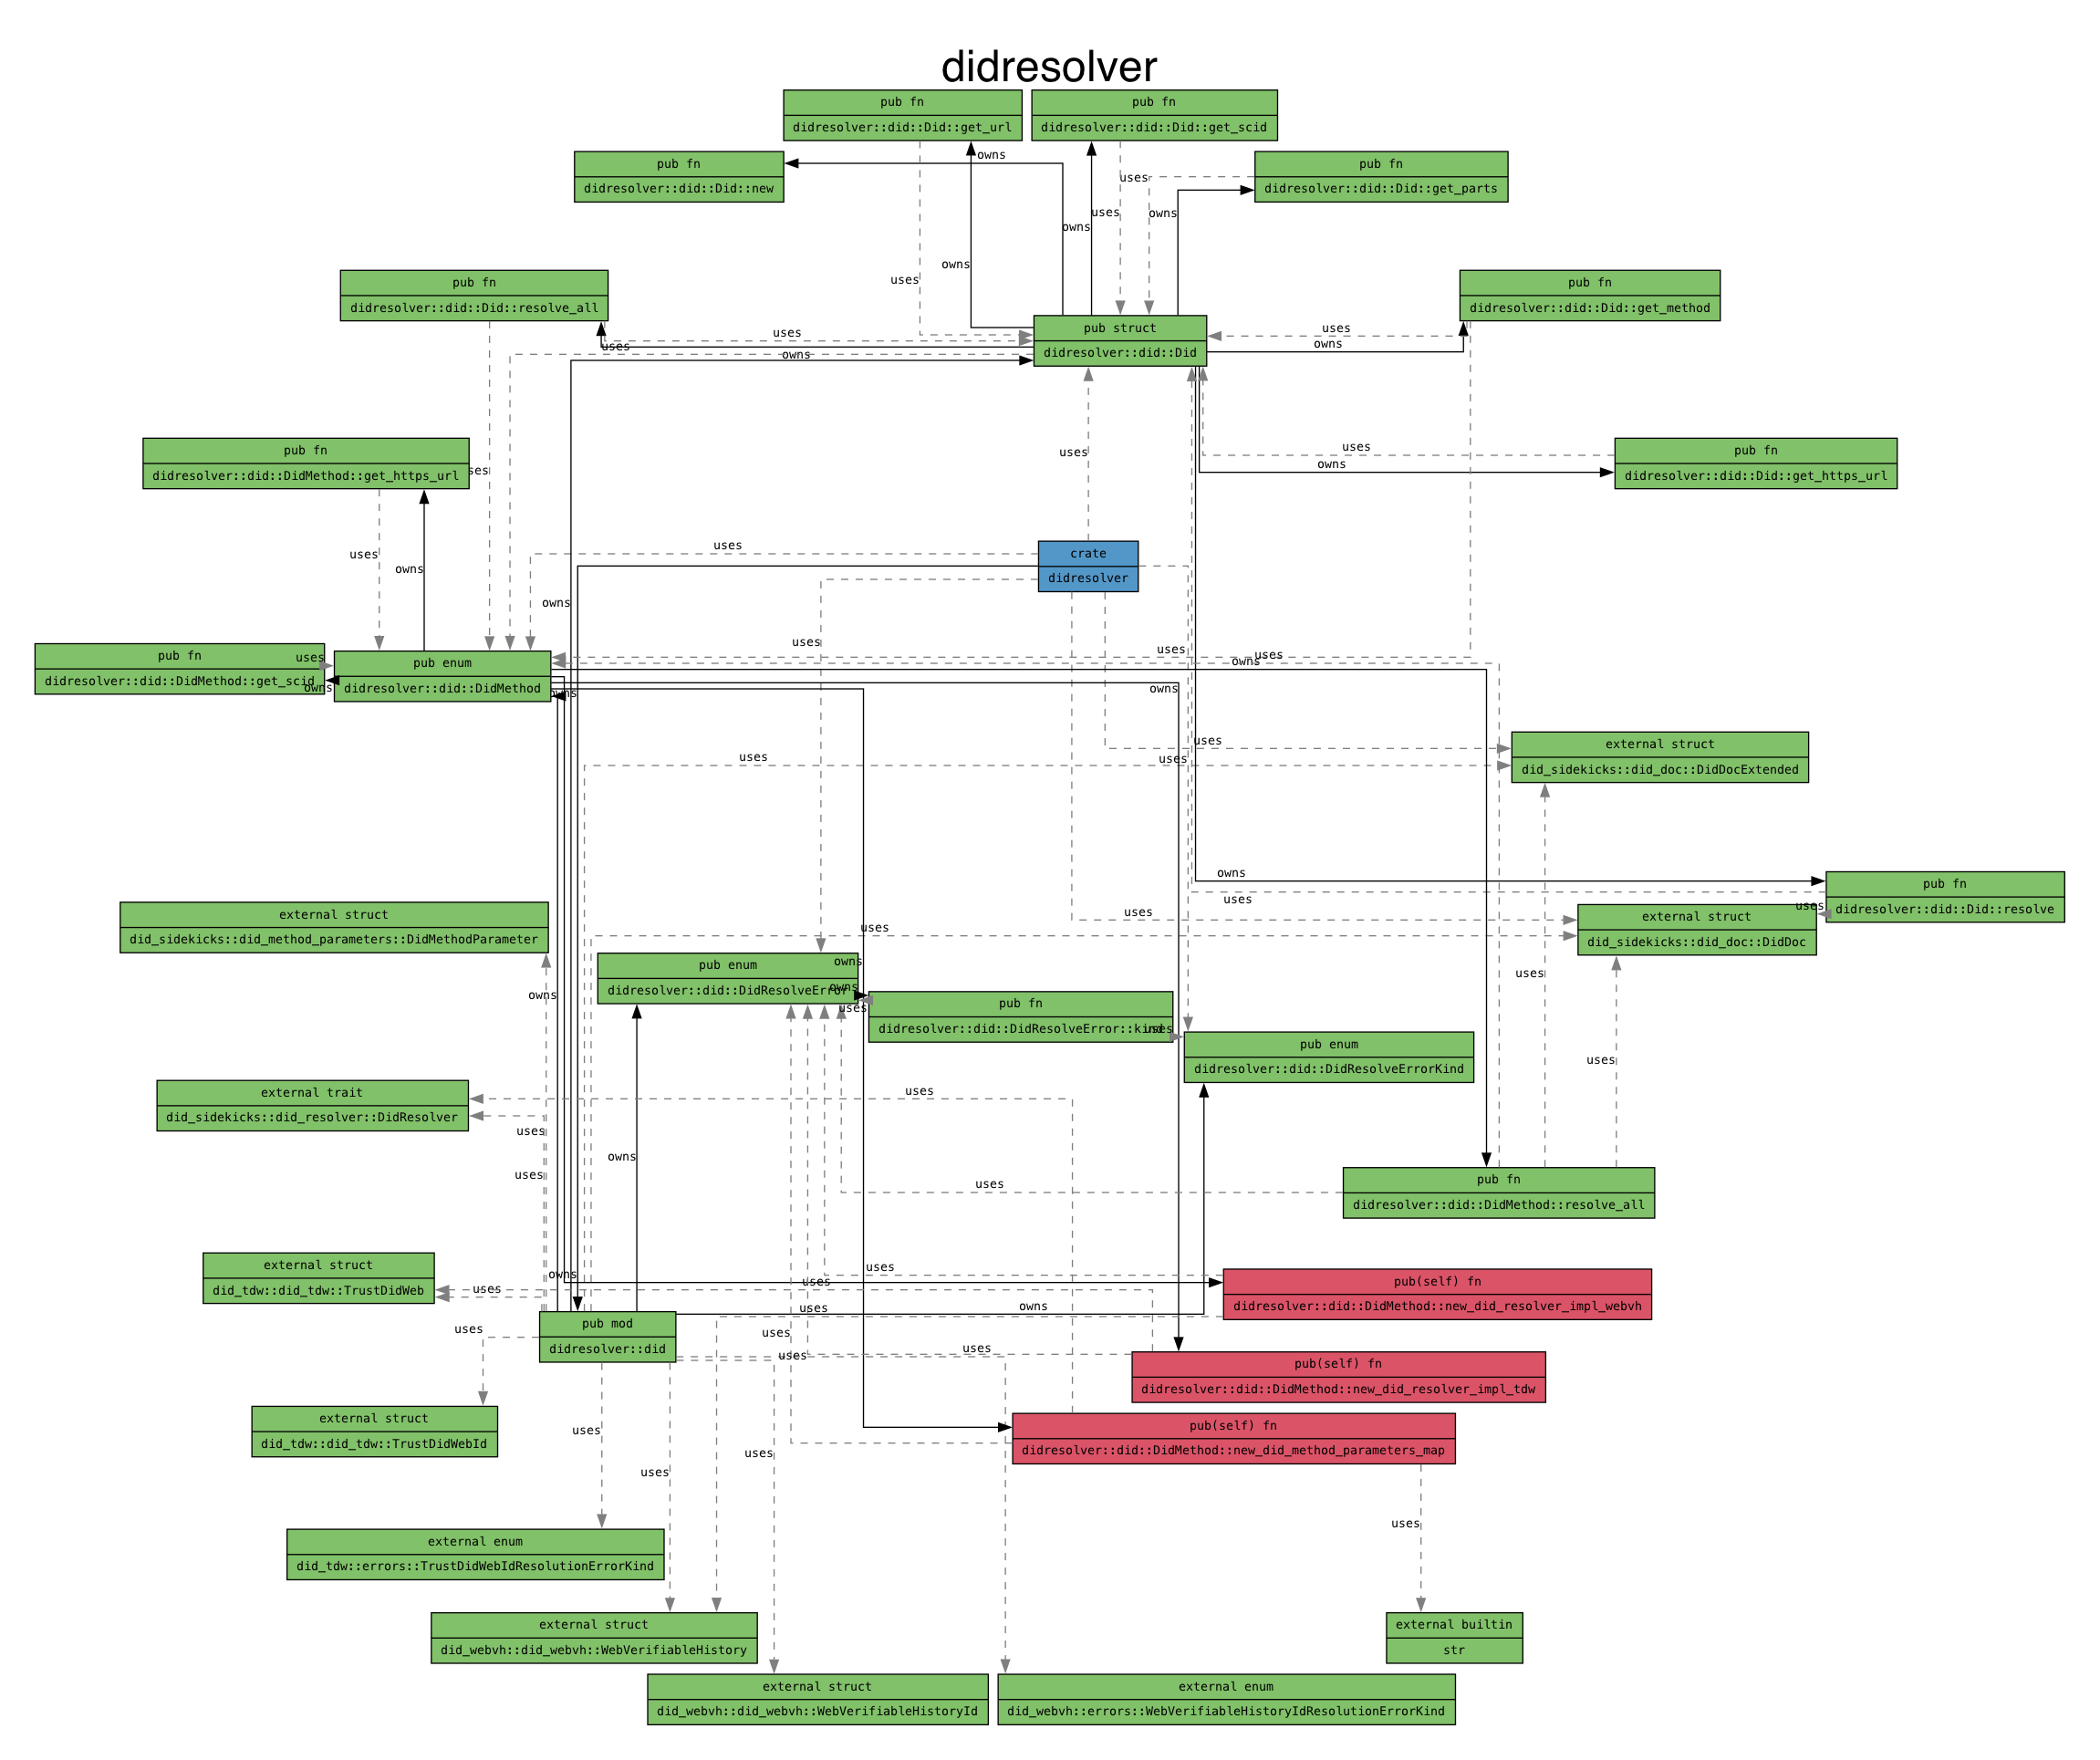 didresolver
pub fn
didresolver::did::Did::get_url
pub fn
didresolver::did::Did::get_scid
pub fn
didresolver::did::Did::new
owns
pub fn
didresolver::did::Did::get_parts
uses
uses
owns
owns
owns
uses
pub fn
didresolver::did::Did::resolve_all
pub fn
didresolver::did::Did::get_method
pub struct
didresolver::did::Did
uses
uses
owns
uses
owns
pub fn
didresolver::did::DidMethod::get_https_url
uses
uses
uses
owns
pub fn
didresolver::did::Did::get_https_url
crate
didresolver
uses
uses
owns
owns
uses
uses
uses
owns
pub fn
didresolver::did::DidMethod::get_scid
uses
owns
pub enum
didresolver::did::DidMethod
owns
owns
external struct
did_sidekicks::did_doc::DidDocExtended
uses
uses
uses
owns
uses
pub fn
didresolver::did::Did::resolve
uses
external struct
did_sidekicks::did_doc::DidDoc
uses
uses
external struct
did_sidekicks::did_method_parameters::DidMethodParameter
pub enum
didresolver::did::DidResolveError
owns
owns
uses
owns
pub fn
didresolver::did::DidResolveError::kind
uses
uses
pub enum
didresolver::did::DidResolveErrorKind
uses
external trait
did_sidekicks::did_resolver::DidResolver
uses
uses
uses
owns
uses
pub fn
didresolver::did::DidMethod::resolve_all
external struct
did_tdw::did_tdw::TrustDidWeb
uses
owns
uses
uses
pub(self) fn
didresolver::did::DidMethod::new_did_resolver_impl_webvh
pub mod
didresolver::did
uses
owns
uses
uses
uses
uses
pub(self) fn
didresolver::did::DidMethod::new_did_resolver_impl_tdw
external struct
did_tdw::did_tdw::TrustDidWebId
uses
uses
uses
pub(self) fn
didresolver::did::DidMethod::new_did_method_parameters_map
uses
external enum
did_tdw::errors::TrustDidWebIdResolutionErrorKind
external struct
did_webvh::did_webvh::WebVerifiableHistory
external builtin
str
external struct
did_webvh::did_webvh::WebVerifiableHistoryId
external enum
did_webvh::errors::WebVerifiableHistoryIdResolutionErrorKind